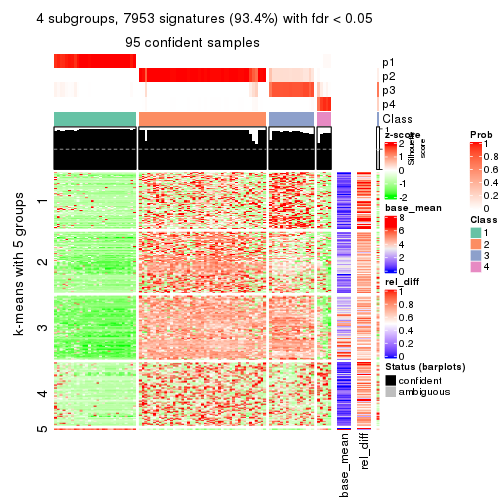 4 subgroups, 7953 signatures (93.4%) with fdr < 0.05
95 confident samples
p1
p2
p3
p4
Class
1
Silhouette
score
k-means with 5 groups
1
2
3
4
5
base_mean
rel_diff
z-score
2
1
0
-1
-2
base_mean
8
6
4
2
0
rel_diff
1
0.8
0.6
0.4
0.2
0
Status (barplots)
confident
ambiguous
Prob
1
0.8
0.6
0.4
0.2
0
Class
1
2
3
4